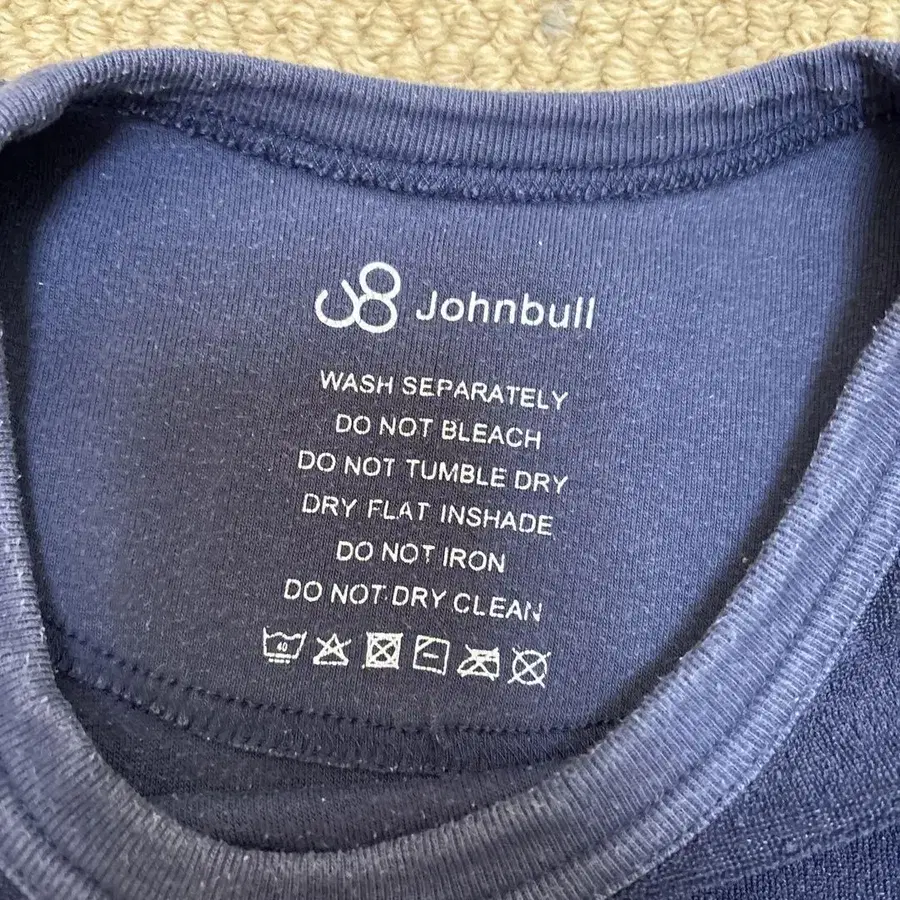 Johnbull
WASH SEPARATELY
DO NOT BLEACH
DO NOT TUMBLE DRY
DRY FLAT INSHADE
DO NOT IRON
DO NOT DRY CLEAN
40